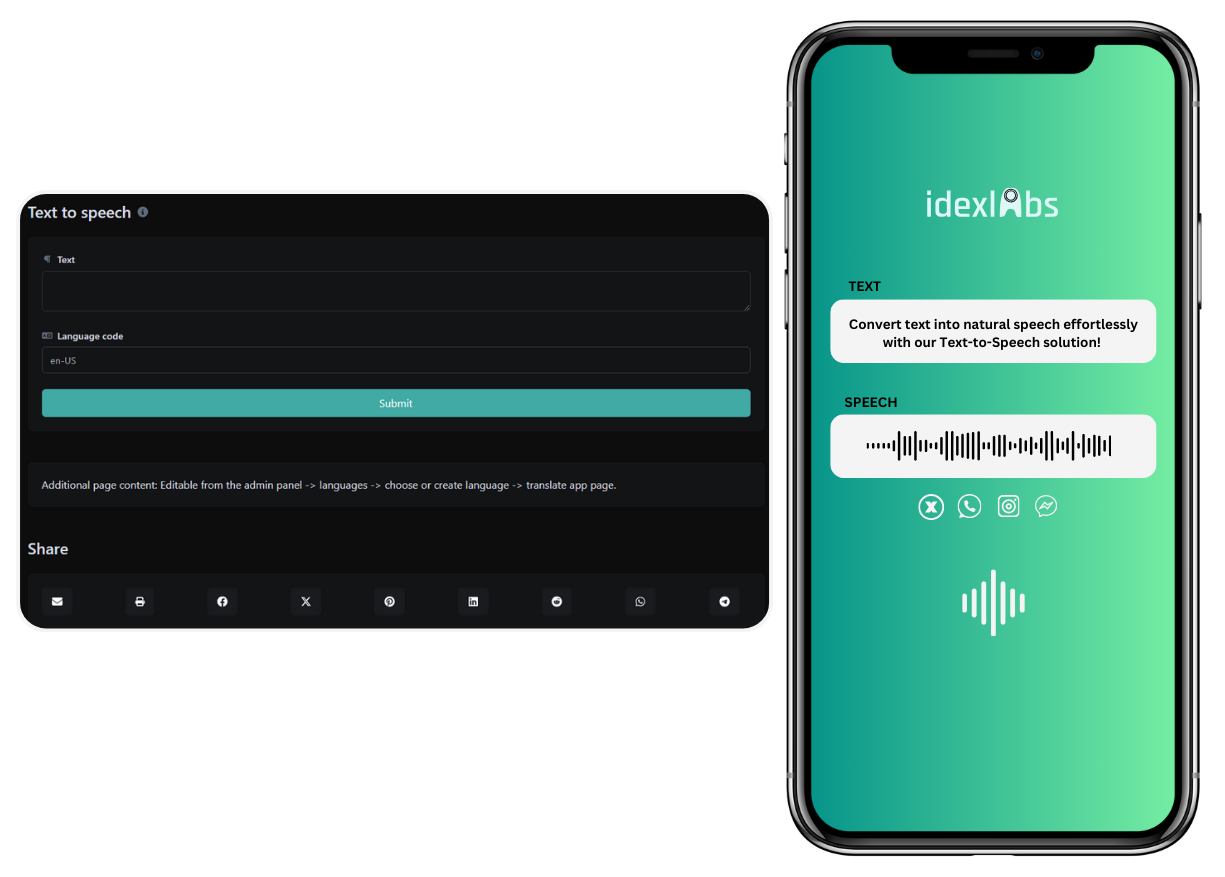 Text to speech
Text
Language code
en-US
Submit
Additional page content: Editable from the admin panel -> languages -> choose or create language -> translate app page.
Share
idexlabs
TEXT
Convert text into natural speech effortlessly
with our Text-to-Speech solution!
SPEECH